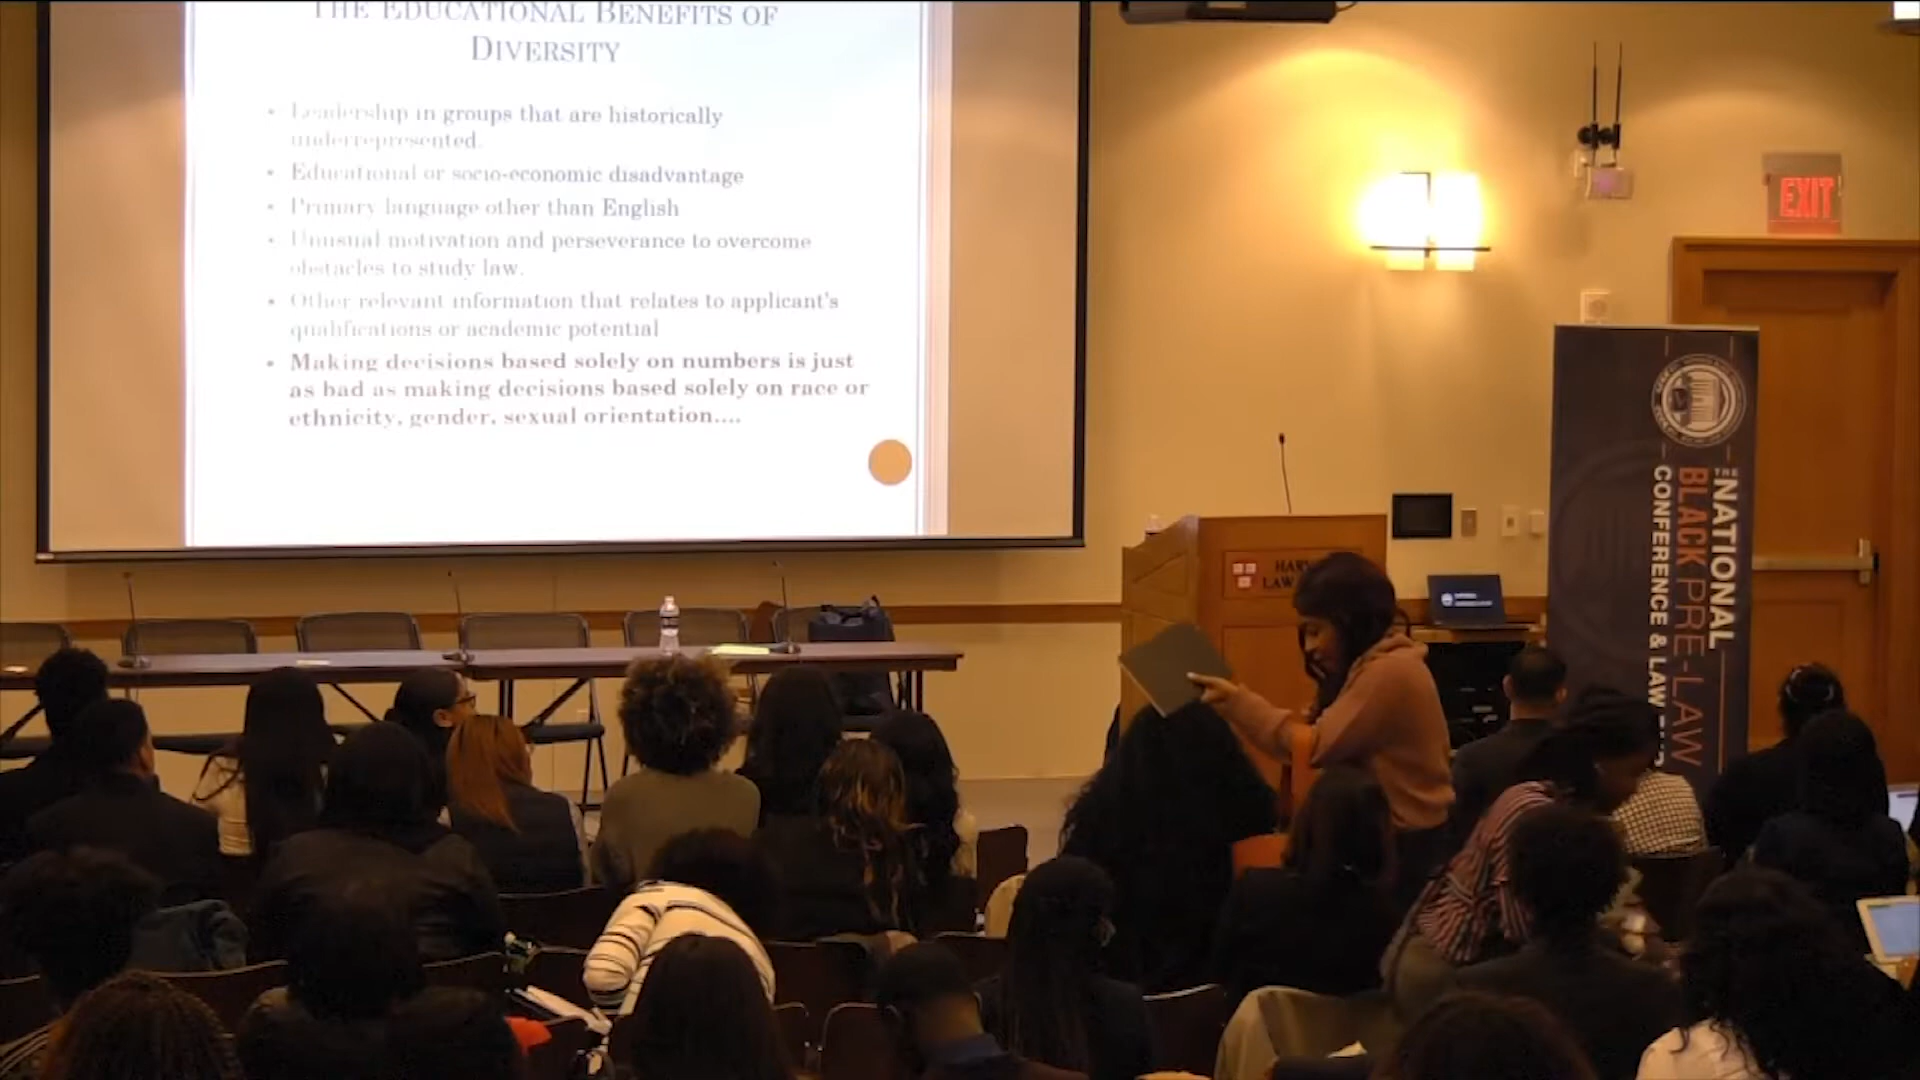 THE EDUCATIONAL BENEFITS OF
DIVERSITY
• Leadership in groups that are historically
underrepresented.
• Educational or socio-economic disadvantage
• Primary language other than English
• Unusual motivation and perseverance to overcome
obstacles to study law.
• Other relevant information that relates to applicant's
qualifications or academic potential
• Making decisions based solely on numbers is just
as bad as making decisions based solely on race or
ethnicity, gender, sexual orientation....
EXIT
THE NATIONAL
BLACK PRE-LAW
CONFERENCE & LAW
HARV
LAW